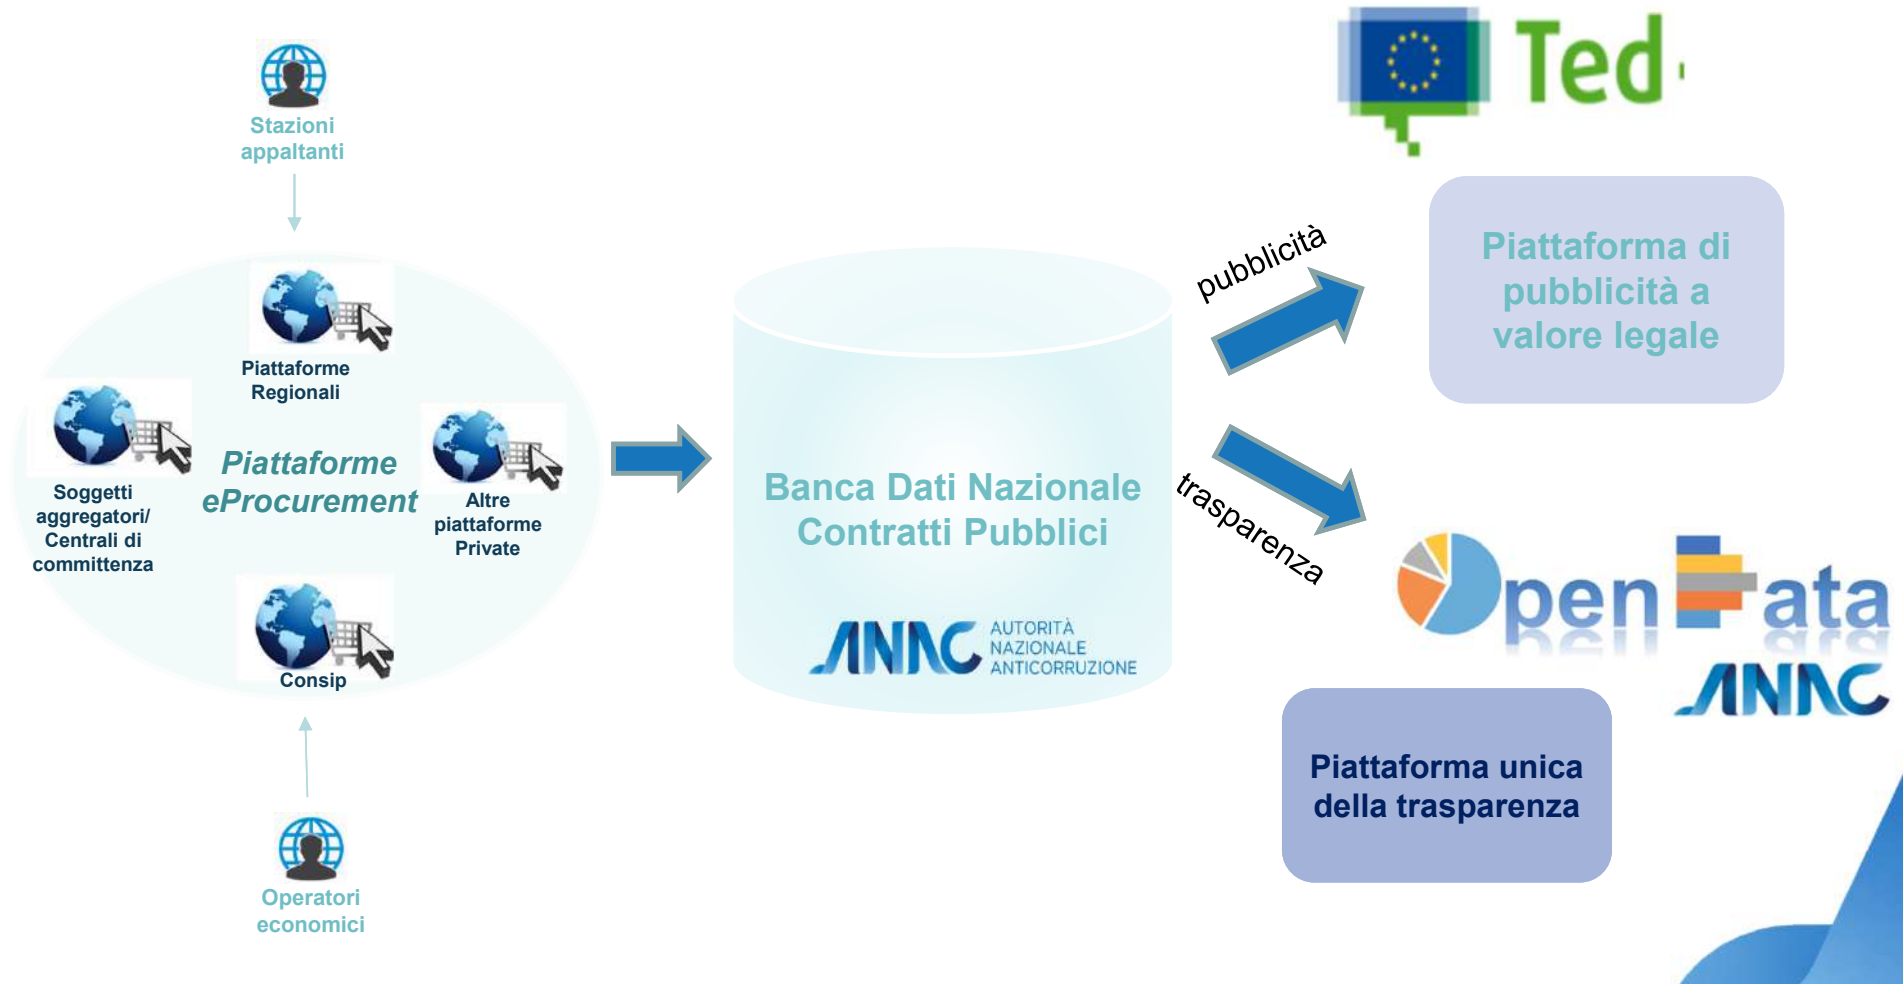 Stazioni
appaltanti
Piattaforme
Regionali
Soggetti
aggregatori/
Centrali di
committenza
Piattaforme
eProcurement
Altre
piattaforme
Private
Consip
Operatori
economici
Banca Dati Nazionale
Contratti Pubblici
ANAC
AUTORITÀ
NAZIONALE
ANTICORRUZIONE
pubblicità
trasparenza
Ted
Piattaforma di
pubblicità a
valore legale
Open Data
ANAC
Piattaforma unica
della trasparenza